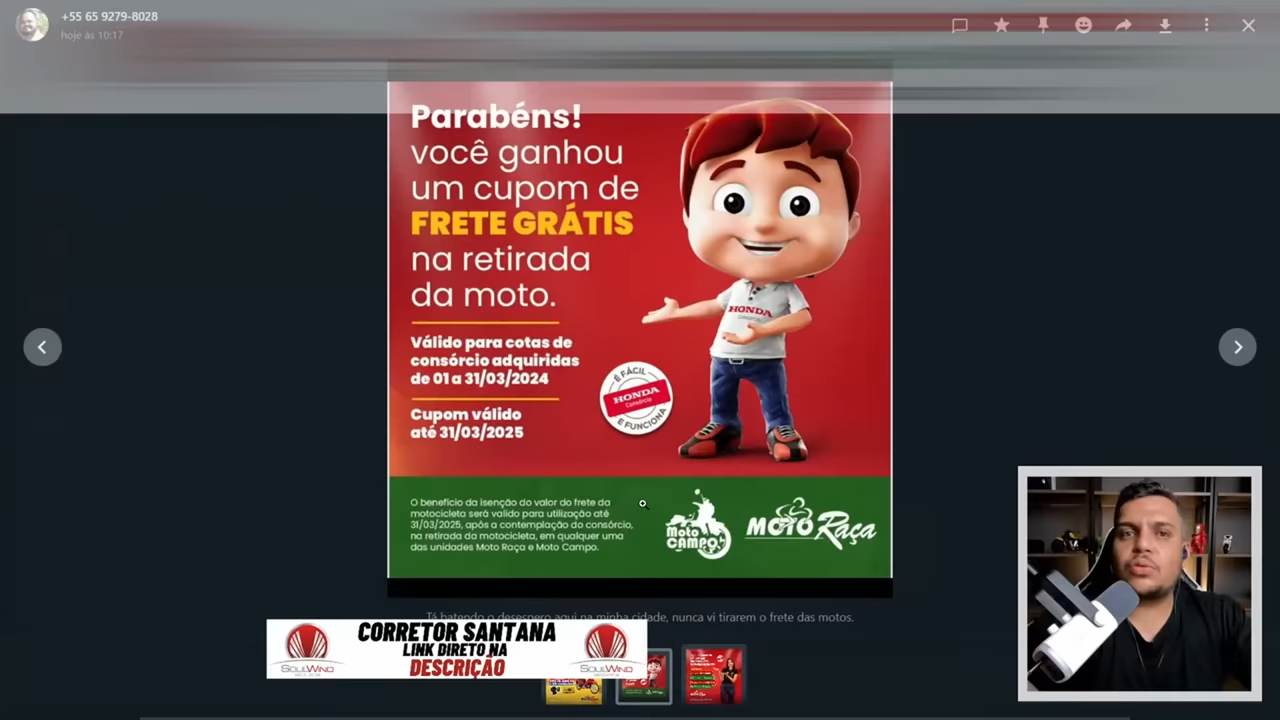 +55 65 9279-8028
hoje às 10:17
Parabéns!
você ganhou
um cupom de
FRETE GRÁTIS
na retirada
da moto.
Válido para cotas de
consórcio adquiridas
de 01 a 31/03/2024
Cupom válido
até 31/03/2025
HONDA
Consórcio
É FÁCIL
HONDA
Consórcio
E FUNCIONA
O benefício da isenção do valor do frete da
motocicleta será valido para utilização até
31/03/2025, após a contemplação do consórcio,
na retirada da motocicleta, em qualquer uma
das unidades Moto Raça e Moto Campo.
Moto
CAMPO
MOTO Raça
Tá batendo o desespero aqui na minha cidade, nunca vi tirarem o frete das motos.
CORRETOR SANTANA
LINK DIRETO NA
DESCRIÇÃO
SOULWIND
SOULWIND